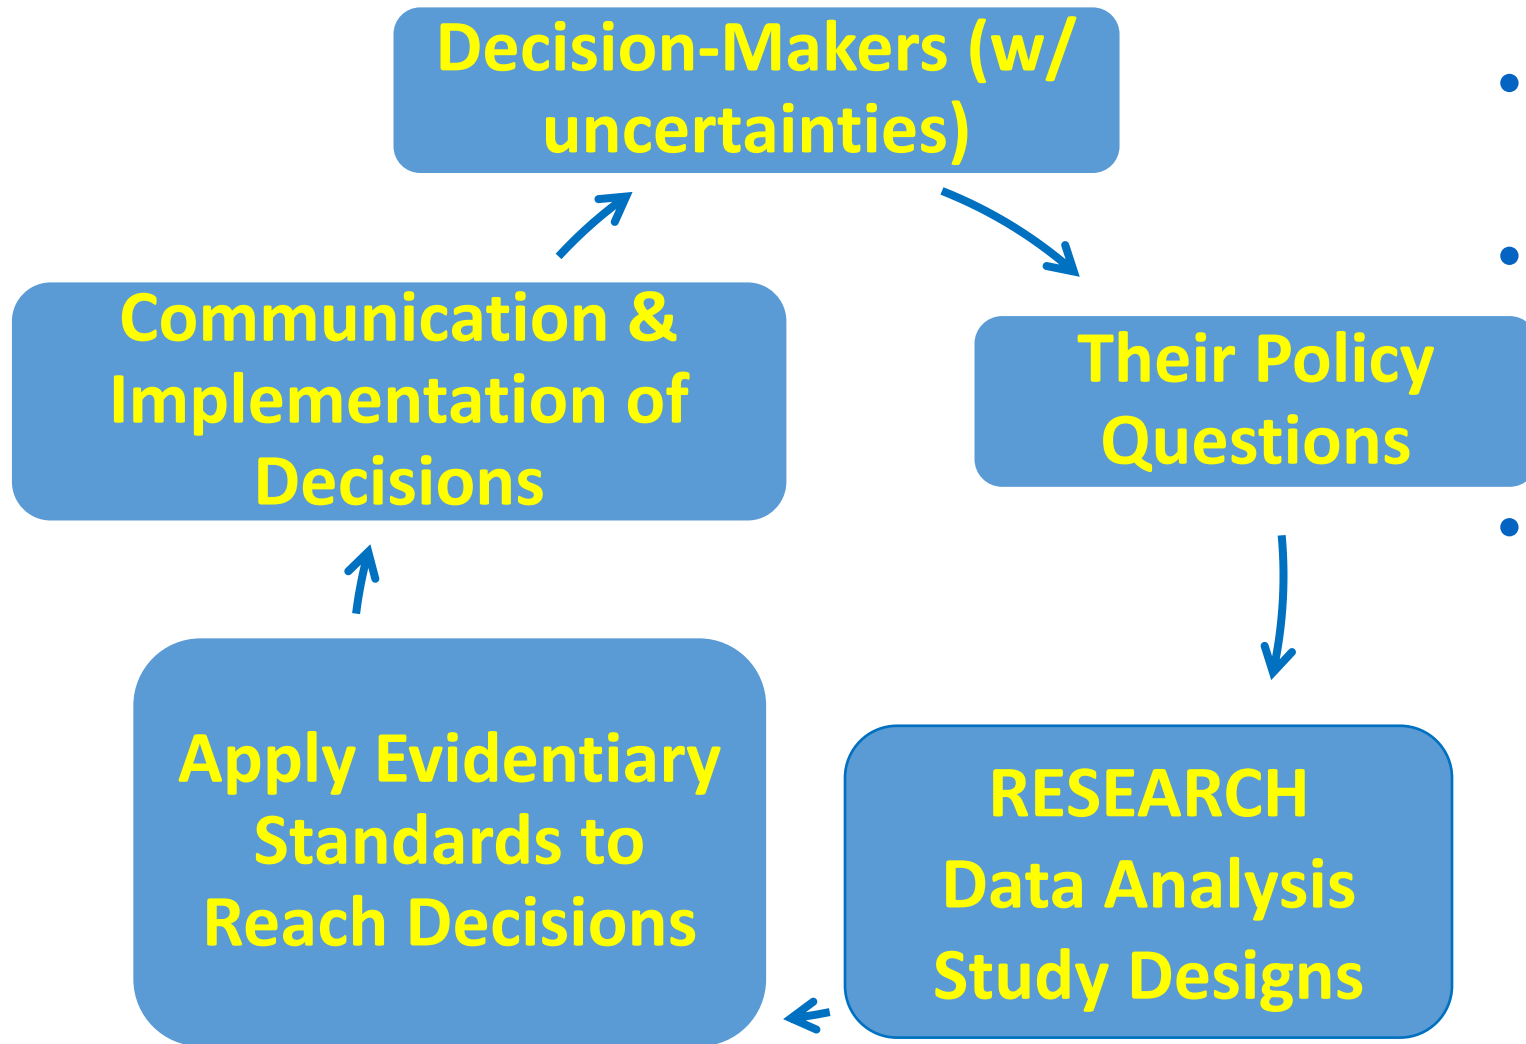 Decision-Makers (w/
uncertainties)
Communication &
Implementation of
Decisions
Their Policy
Questions
Apply Evidentiary
Standards to
Reach Decisions
RESEARCH
Data Analysis
Study Designs